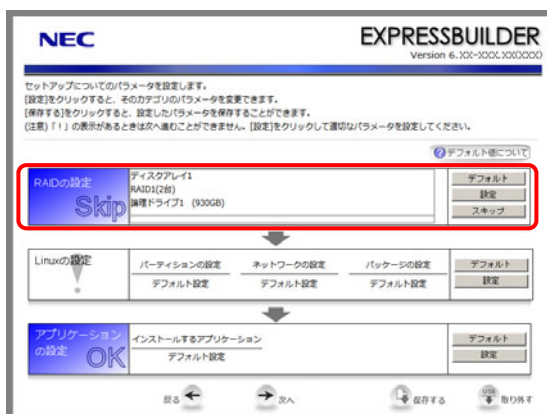 NEC
EXPRESSBUILDER
Version 6.XX-XXX.XX(XXXX)
セットアップについてのパラメータを設定します。
[設定]をクリックすると、そのカテゴリのパラメータを変更できます。
[保存する]をクリックすると、設定したパラメータを保存することができます。
(注意)「！」の表示があるときは次へ進むことができません。[設定]をクリックして適切なパラメータを設定してください。
デフォルト値について
RAIDの設定
Skip
ディスクアレイ1
RAID1(2台)
論理ドライブ1 (930GB)
デフォルト
設定
スキップ
Linuxの設定
!
パーティションの設定 ネットワークの設定 パッケージの設定
デフォルト設定 デフォルト設定 デフォルト設定
デフォルト
設定
アプリケーション
の設定 OK
インストールするアプリケーション
デフォルト設定
デフォルト
設定
戻る 次へ 保存する USB 取り外す